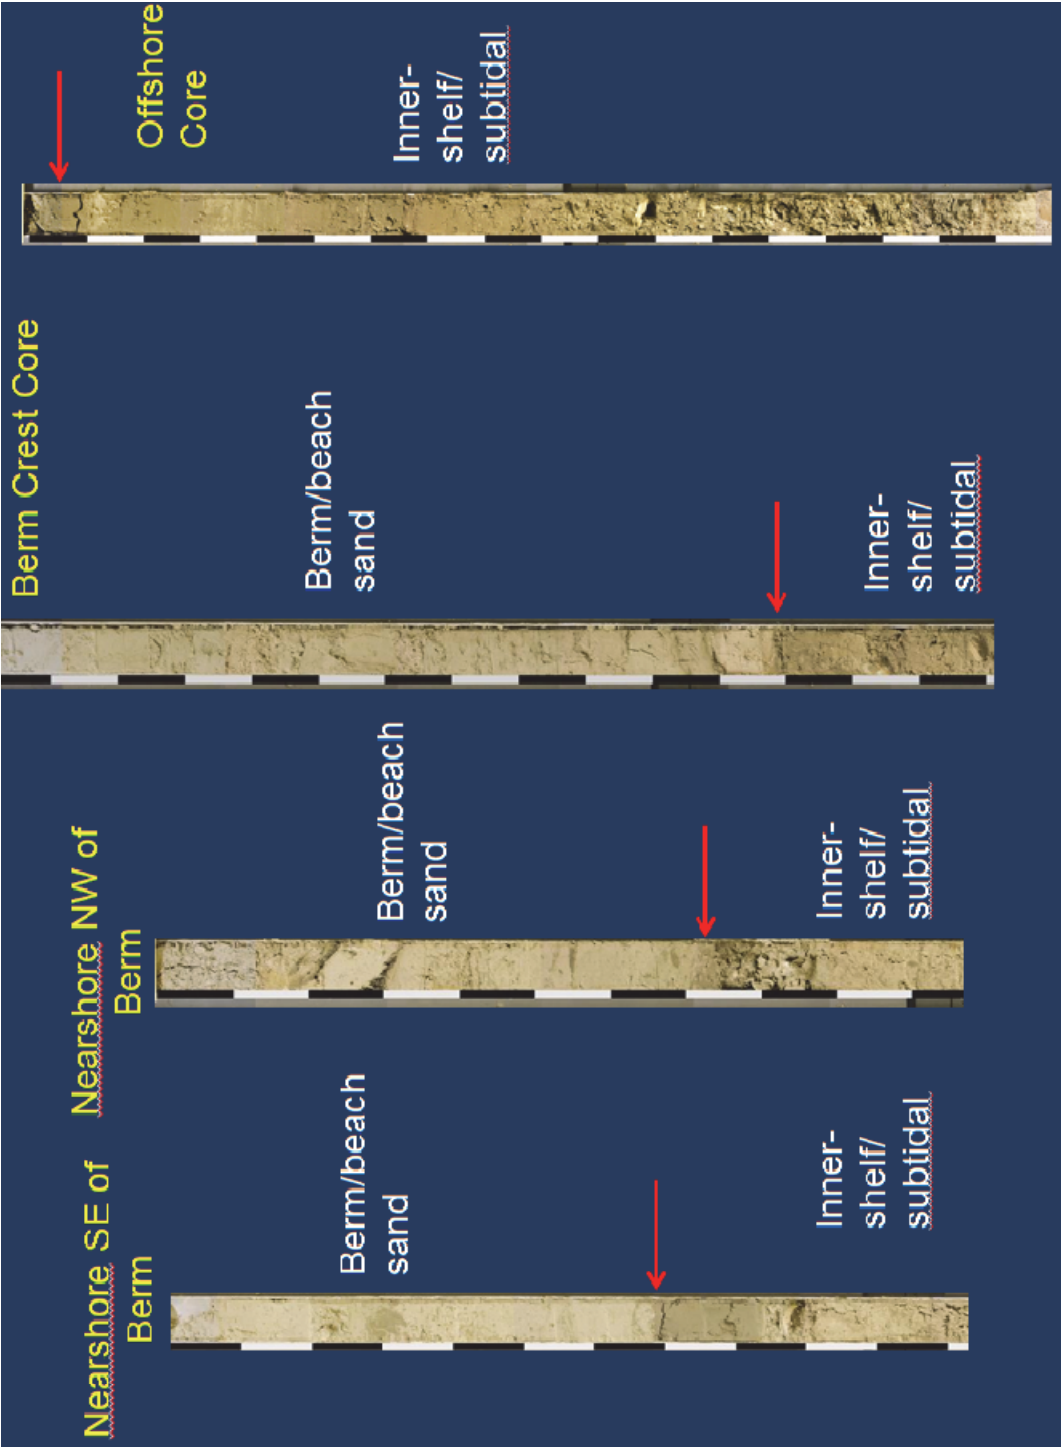 Offshore
Core
Inner-
shelf/
subtidal
Berm Crest Core
Berm/beach
sand
Inner-
shelf/
subtidal
Nearshore NW of
Berm
Berm/beach
sand
Inner-
shelf/
subtidal
Nearshore SE of
Berm
Berm/beach
sand
Inner-
shelf/
subtidal